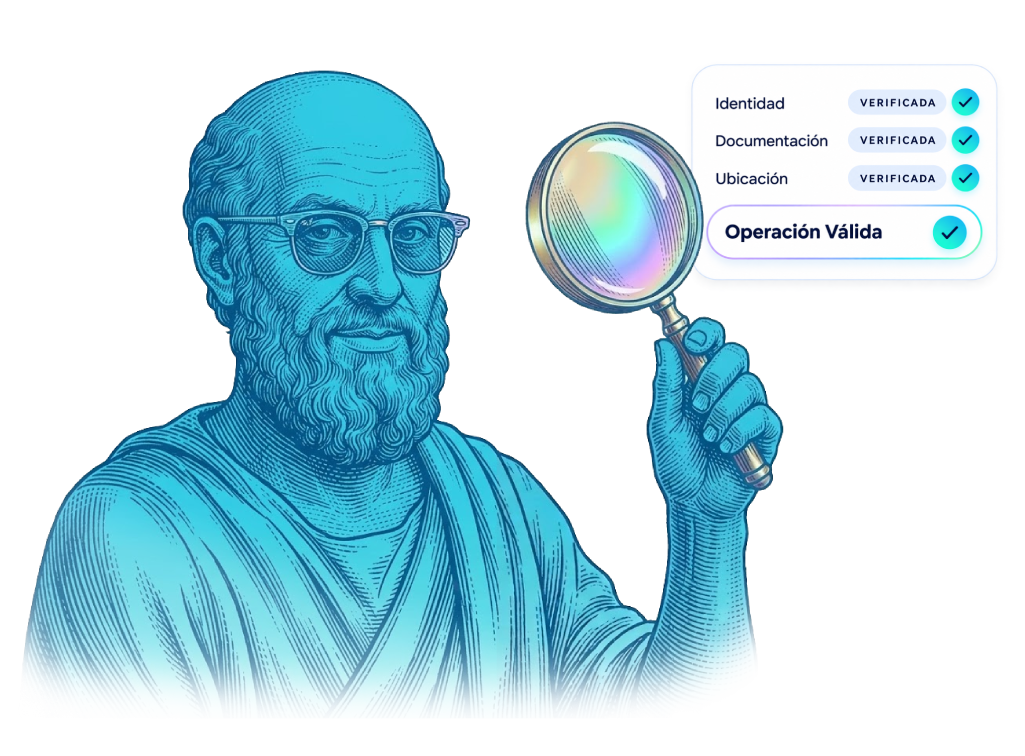 Identidad VERIFICADA
Documentación VERIFICADA
Ubicación VERIFICADA
Operación Válida